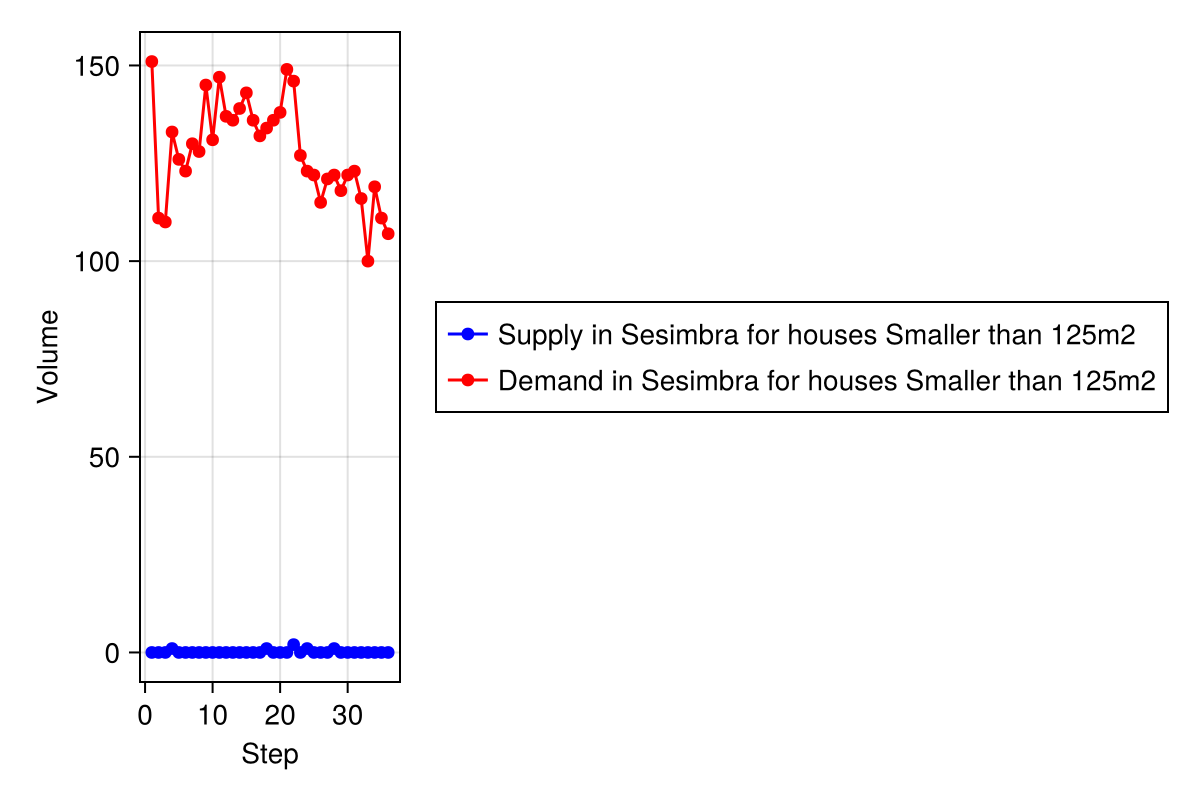 150
100
50
0
Volume
0 10 20 30
Step
Supply in Sesimbra for houses Smaller than 125m2
Demand in Sesimbra for houses Smaller than 125m2